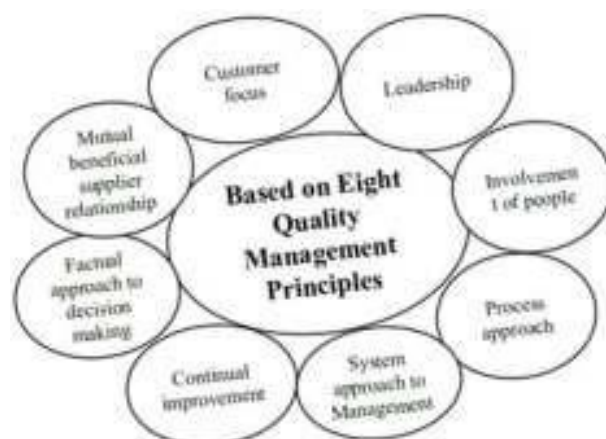 Customer
focus
Leadership
Involvemen
t of people
Process
approach
System
approach to
Management
Continual
improvement
Factual
approach to
decision
making
Mutual
beneficial
supplier
relationship
Based on Eight
Quality
Management
Principles